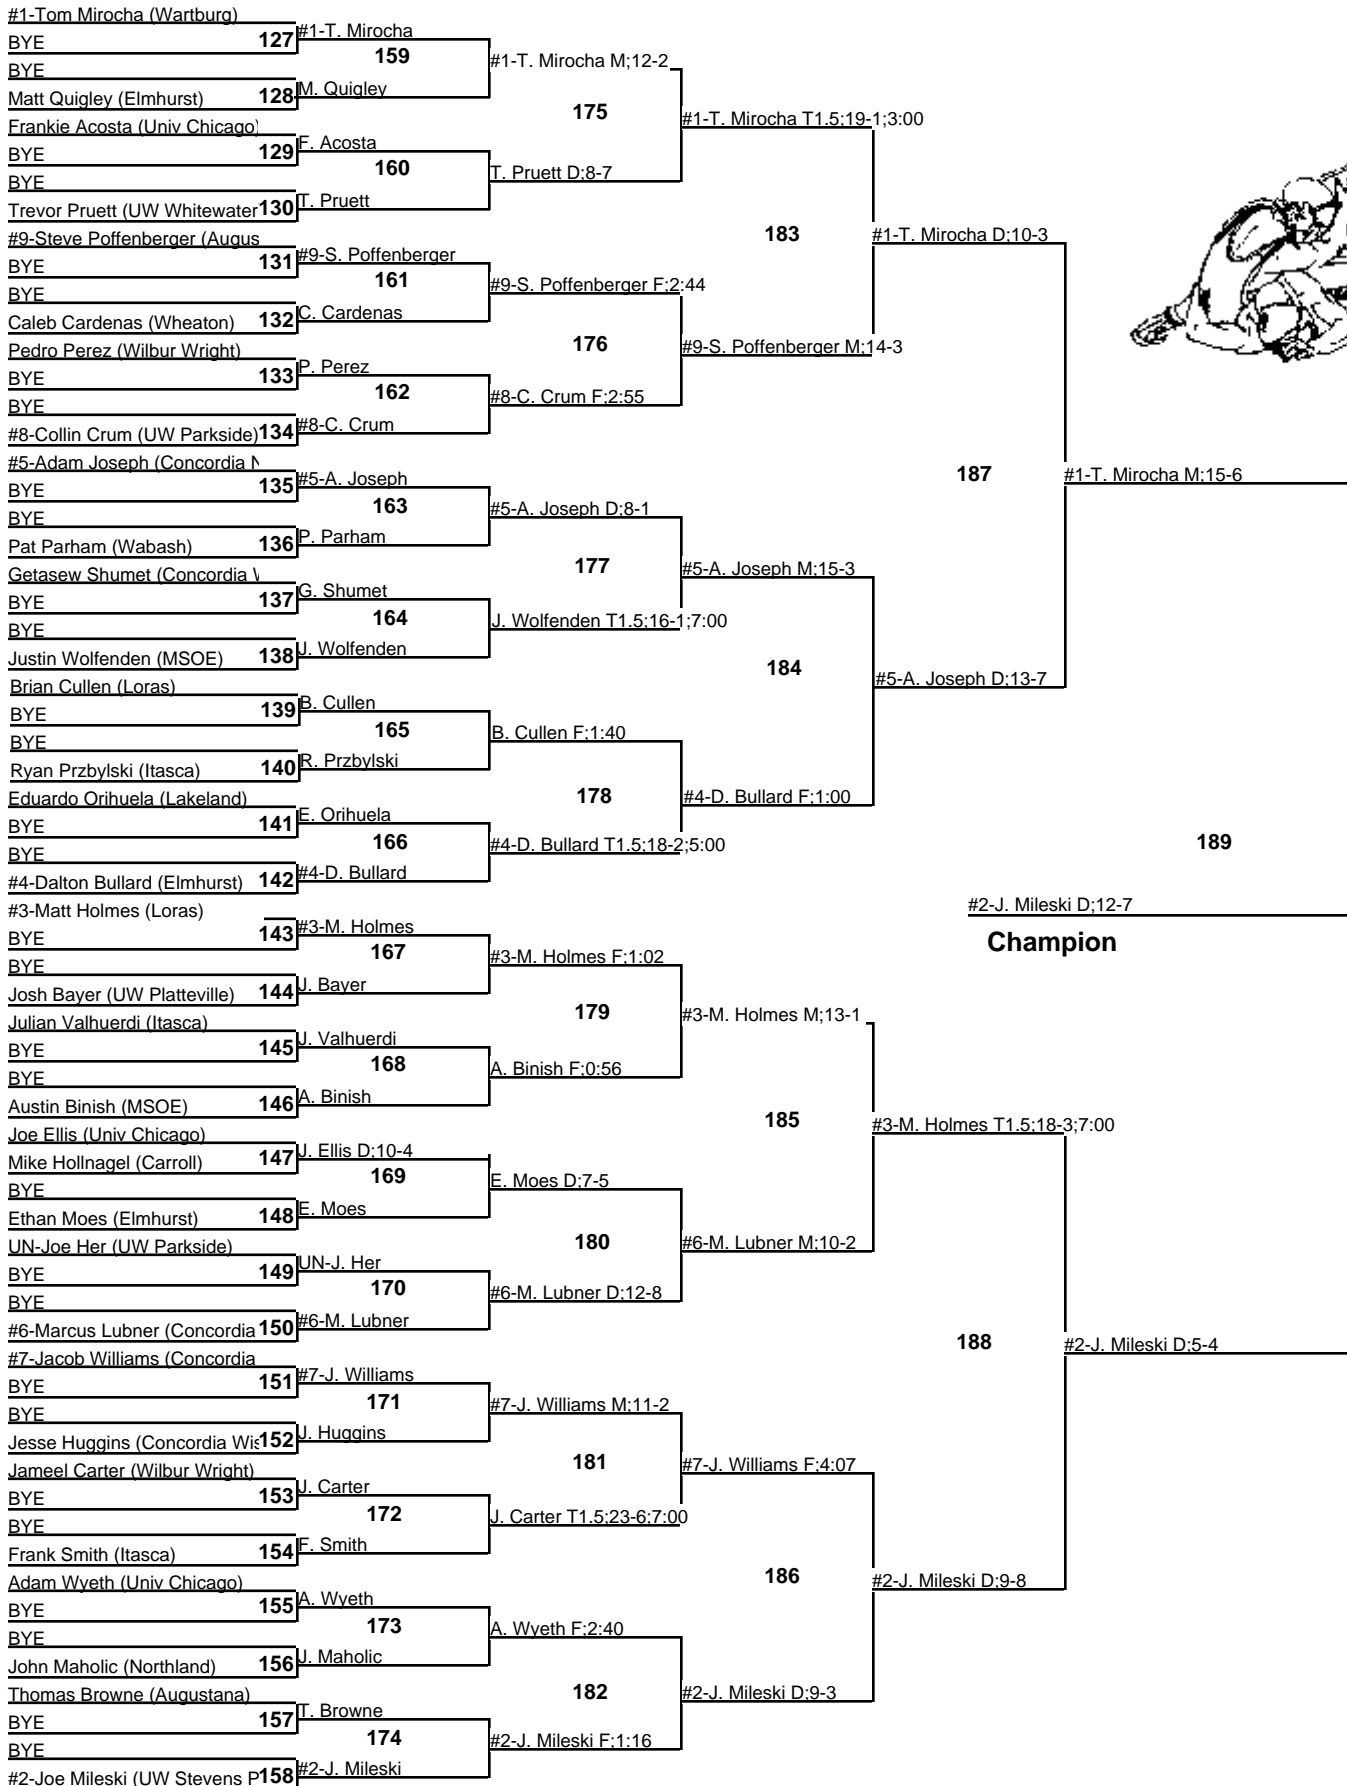 #1-Tom Mirocha (Wartburg)
BYE
127
BYE
Matt Quigley (Elmhurst)
128
Frankie Acosta (Univ Chicago)
BYE
129
BYE
Trevor Pruett (UW Whitewater
130
#9-Steve Poffenberger (Augus
BYE
131
BYE
Caleb Cardenas (Wheaton)
132
Pedro Perez (Wilbur Wright)
BYE
133
BYE
#8-Collin Crum (UW Parkside)
134
#5-Adam Joseph (Concordia N
BYE
135
BYE
Pat Parham (Wabash)
136
Getasew Shumet (Concordia W
BYE
137
BYE
Justin Wolfenden (MSOE)
138
Brian Cullen (Loras)
BYE
139
BYE
Ryan Przbylski (Itasca)
140
Eduardo Orihuela (Lakeland)
BYE
141
BYE
#4-Dalton Bullard (Elmhurst)
142
#3-Matt Holmes (Loras)
BYE
143
BYE
Josh Bayer (UW Platteville)
144
Julian Valhuerdi (Itasca)
BYE
145
BYE
Austin Binish (MSOE)
146
Joe Ellis (Univ Chicago)
Mike Hollnagel (Carroll)
147
BYE
Ethan Moes (Elmhurst)
148
UN-Joe Her (UW Parkside)
BYE
149
BYE
#6-Marcus Lubner (Concordia
150
#7-Jacob Williams (Concordia
BYE
151
BYE
Jesse Huggins (Concordia Wis
152
Jameel Carter (Wilbur Wright)
BYE
153
BYE
Frank Smith (Itasca)
154
Adam Wyeth (Univ Chicago)
BYE
155
BYE
John Maholic (Northland)
156
Thomas Browne (Augustana)
BYE
157
BYE
#2-Joe Mileski (UW Stevens P
158
#1-T. Mirocha
159
M. Quigley
F. Acosta
160
T. Pruett
#9-S. Poffenberger
161
C. Cardenas
P. Perez
162
#8-C. Crum
#5-A. Joseph
163
P. Parham
G. Shumet
164
J. Wolfenden
B. Cullen
165
R. Przbylski
E. Orihuela
166
#4-D. Bullard
#3-M. Holmes
167
J. Bayer
J. Valhuerdi
168
A. Binish
J. Ellis D;10-4
169
E. Moes
UN-J. Her
170
#6-M. Lubner
#7-J. Williams
171
J. Huggins
J. Carter
172
F. Smith
A. Wyeth
173
J. Maholic
T. Browne
174
#2-J. Mileski
#1-T. Mirocha M;12-2
175
T. Pruett D;8-7
#9-S. Poffenberger F;2:44
176
#8-C. Crum F;2:55
#5-A. Joseph D;8-1
177
J. Wolfenden T1.5;16-1;7:00
B. Cullen F;1:40
178
#4-D. Bullard T1.5;18-2;5:00
#3-M. Holmes F;1:02
179
A. Binish F;0:56
E. Moes D;7-5
180
#6-M. Lubner D;12-8
#7-J. Williams M;11-2
181
J. Carter T1.5;23-6;7:00
A. Wyeth F;2:40
182
#2-J. Mileski F;1:16
#1-T. Mirocha T1.5;19-1;3:00
183
#9-S. Poffenberger M;14-3
#5-A. Joseph M;15-3
184
#4-D. Bullard F;1:00
#3-M. Holmes M;13-1
185
#6-M. Lubner M;10-2
#7-J. Williams F;4:07
186
#2-J. Mileski D;9-3
#1-T. Mirocha D;10-3
187
#5-A. Joseph D;13-7
#3-M. Holmes T1.5;18-3;7:00
188
#2-J. Mileski D;9-8
#1-T. Mirocha M;15-6
189
#2-J. Mileski D;5-4
#2-J. Mileski D;12-7
Champion